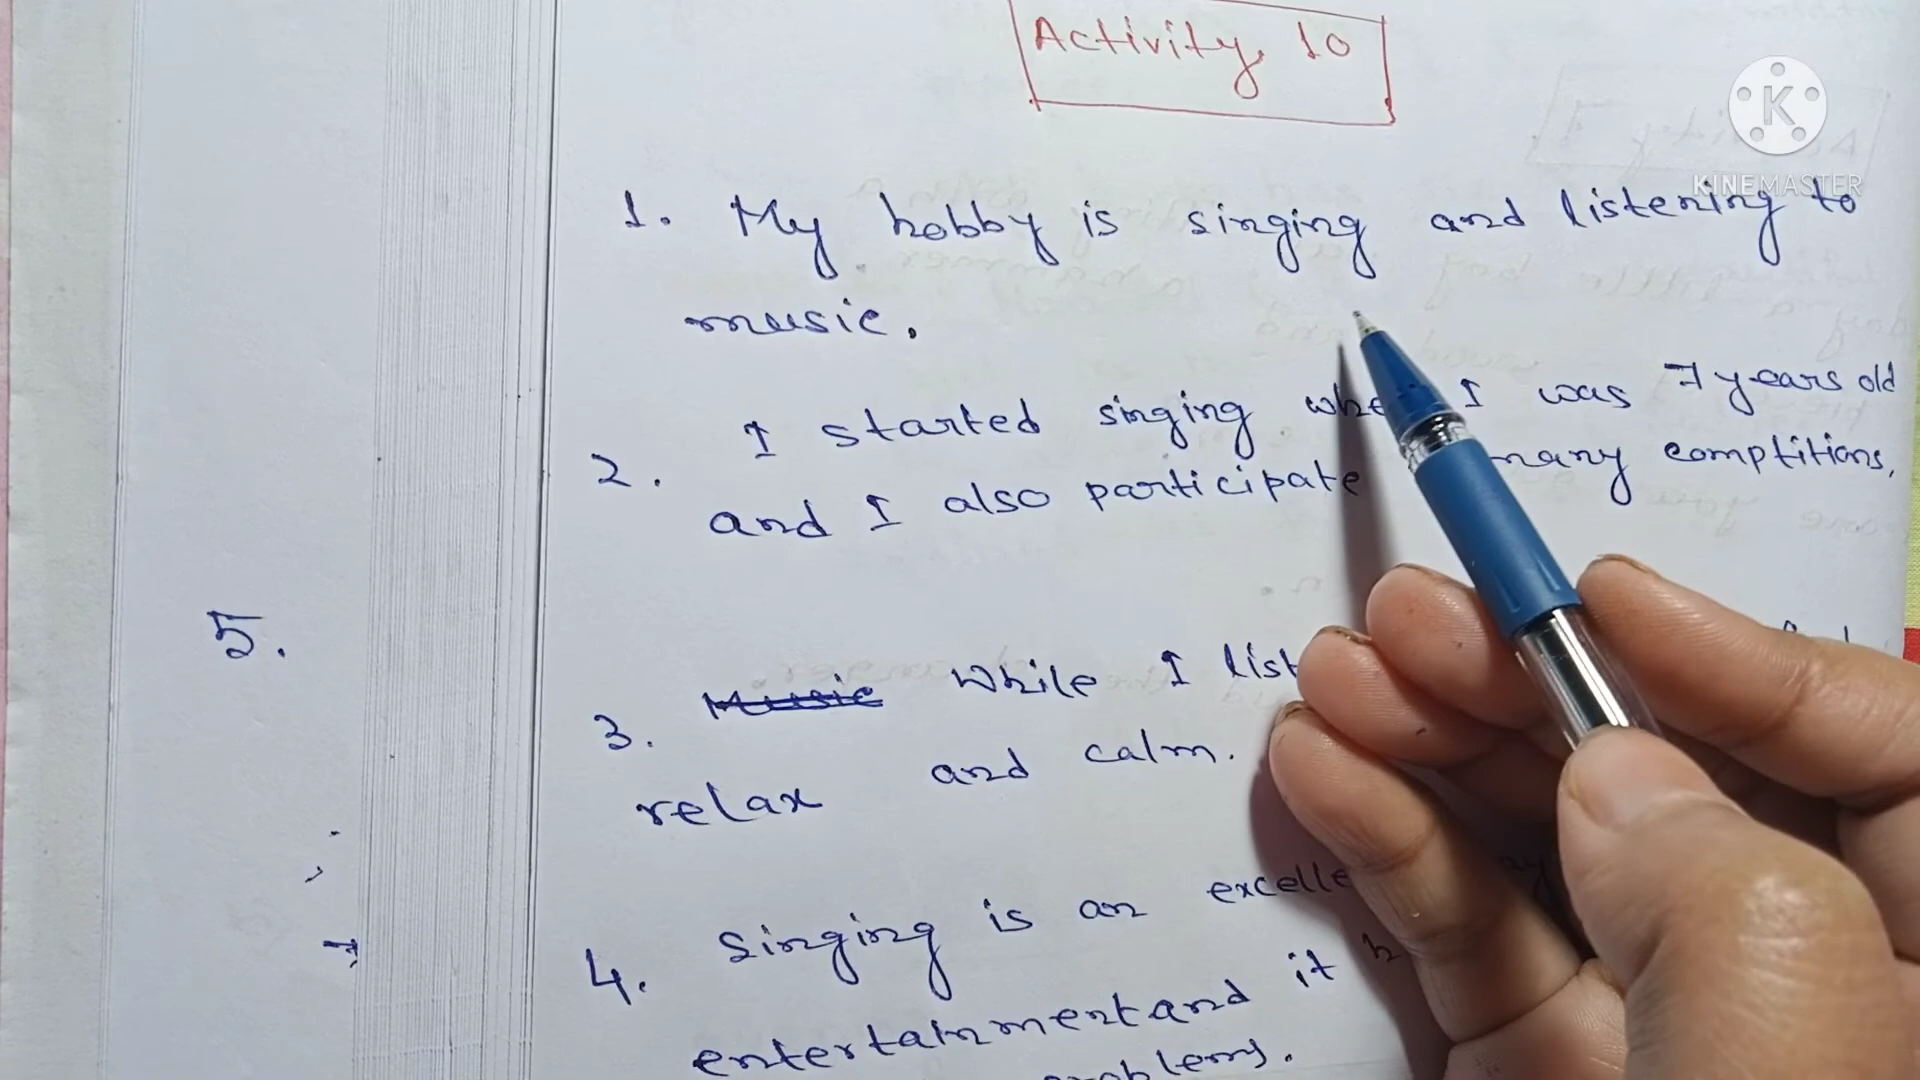 Activity 10
KINEMASTER
1. My hobby is singing and listening to
music.
2. I started singing when I was 7 years old
and I also participate many comptitions,
5.
3. Music While I list
relax and calm.
4. Singing is an excelle
entertainment and it h
problems.